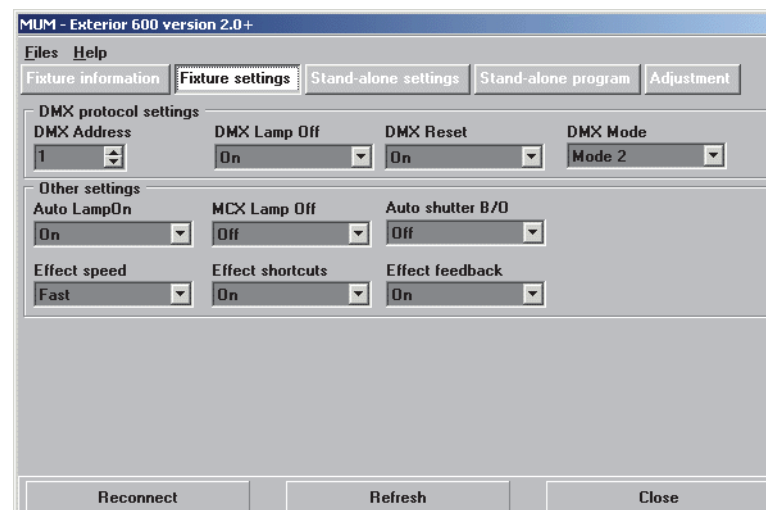 MUM - Exterior 600 version 2.0+
Files Help
Fixture information Fixture settings Stand-alone settings Stand-alone program Adjustment
DMX protocol settings
DMX Address DMX Lamp Off DMX Reset DMX Mode
1 On On Mode 2
Other settings
Auto LampOn MCX Lamp Off Auto shutter B/O
On Off Off
Effect speed Effect shortcuts Effect feedback
Fast On On
Reconnect Refresh Close